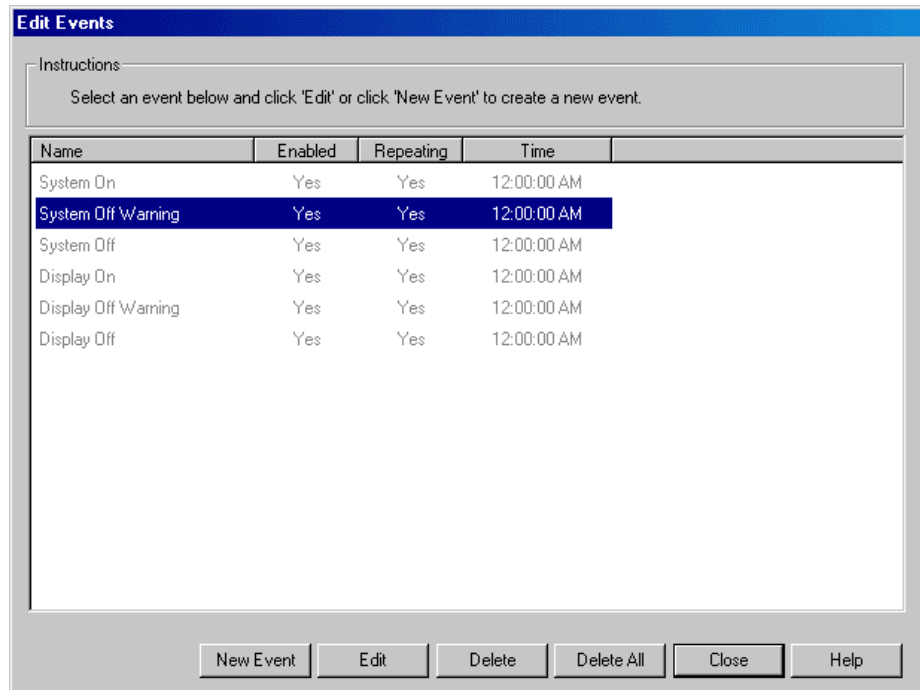 Edit Events
Instructions
Select an event below and click 'Edit' or click 'New Event' to create a new event.
Name Enabled Repeating Time
System On Yes Yes 12:00:00 AM
System Off Warning Yes Yes 12:00:00 AM
System Off Yes Yes 12:00:00 AM
Display On Yes Yes 12:00:00 AM
Display Off Warning Yes Yes 12:00:00 AM
Display Off Yes Yes 12:00:00 AM
New Event Edit Delete Delete All Close Help